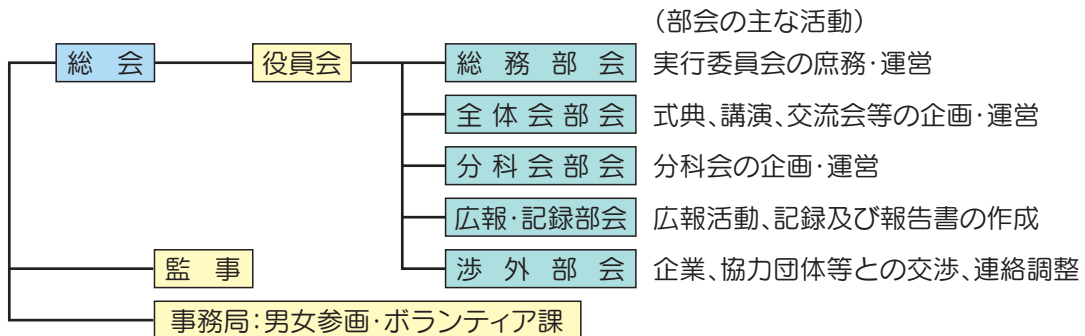 (部会の主な活動)
総会 役員会 総務部会 実行委員会の庶務・運営
全体会部会 式典、講演、交流会等の企画・運営
分科会部会 分科会の企画・運営
広報・記録部会 広報活動、記録及び報告書の作成
監事 渉外部会 企業、協力団体等との交渉、連絡調整
事務局:男女参画・ボランティア課